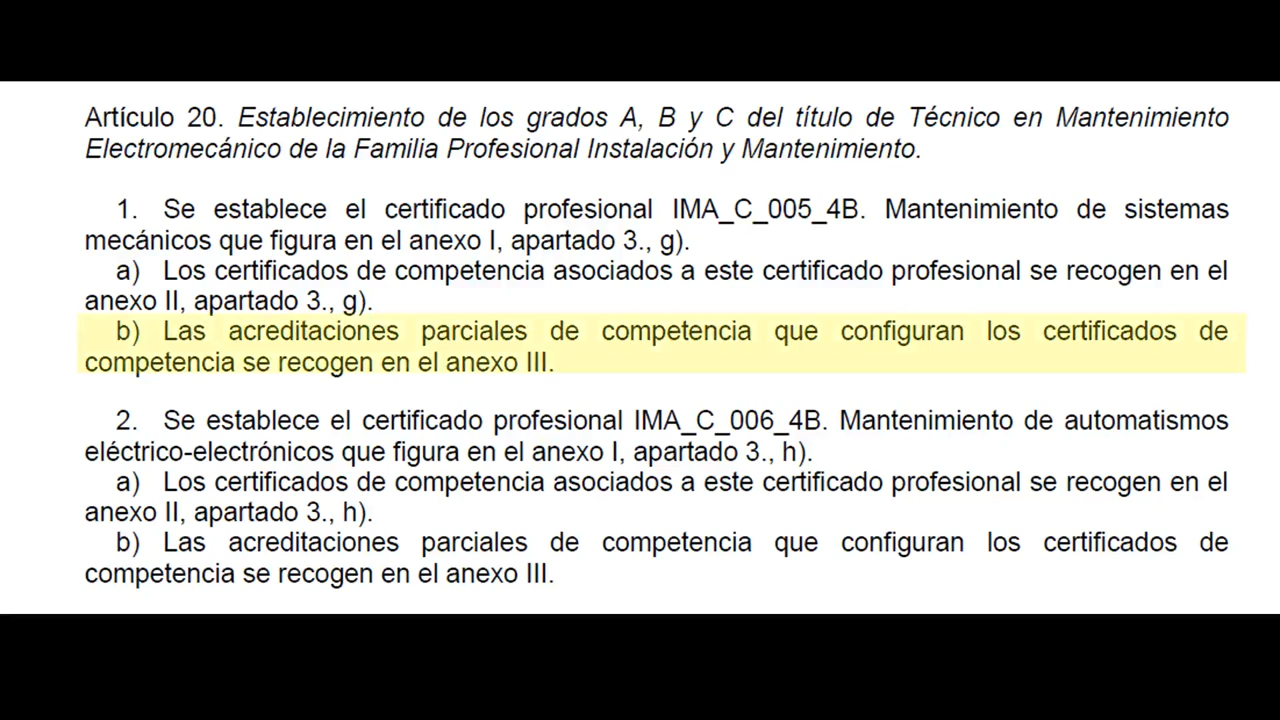 Artículo 20. Establecimiento de los grados A, B y C del título de Técnico en Mantenimiento
Electromecánico de la Familia Profesional Instalación y Mantenimiento.
1. Se establece el certificado profesional IMA_C_005_4B. Mantenimiento de sistemas
mecánicos que figura en el anexo I, apartado 3., g).
a) Los certificados de competencia asociados a este certificado profesional se recogen en el
anexo II, apartado 3., g).
b) Las acreditaciones parciales de competencia que configuran los certificados de
competencia se recogen en el anexo III.
2. Se establece el certificado profesional IMA_C_006_4B. Mantenimiento de automatismos
eléctrico-electrónicos que figura en el anexo I, apartado 3., h).
a) Los certificados de competencia asociados a este certificado profesional se recogen en el
anexo II, apartado 3., h).
b) Las acreditaciones parciales de competencia que configuran los certificados de
competencia se recogen en el anexo III.